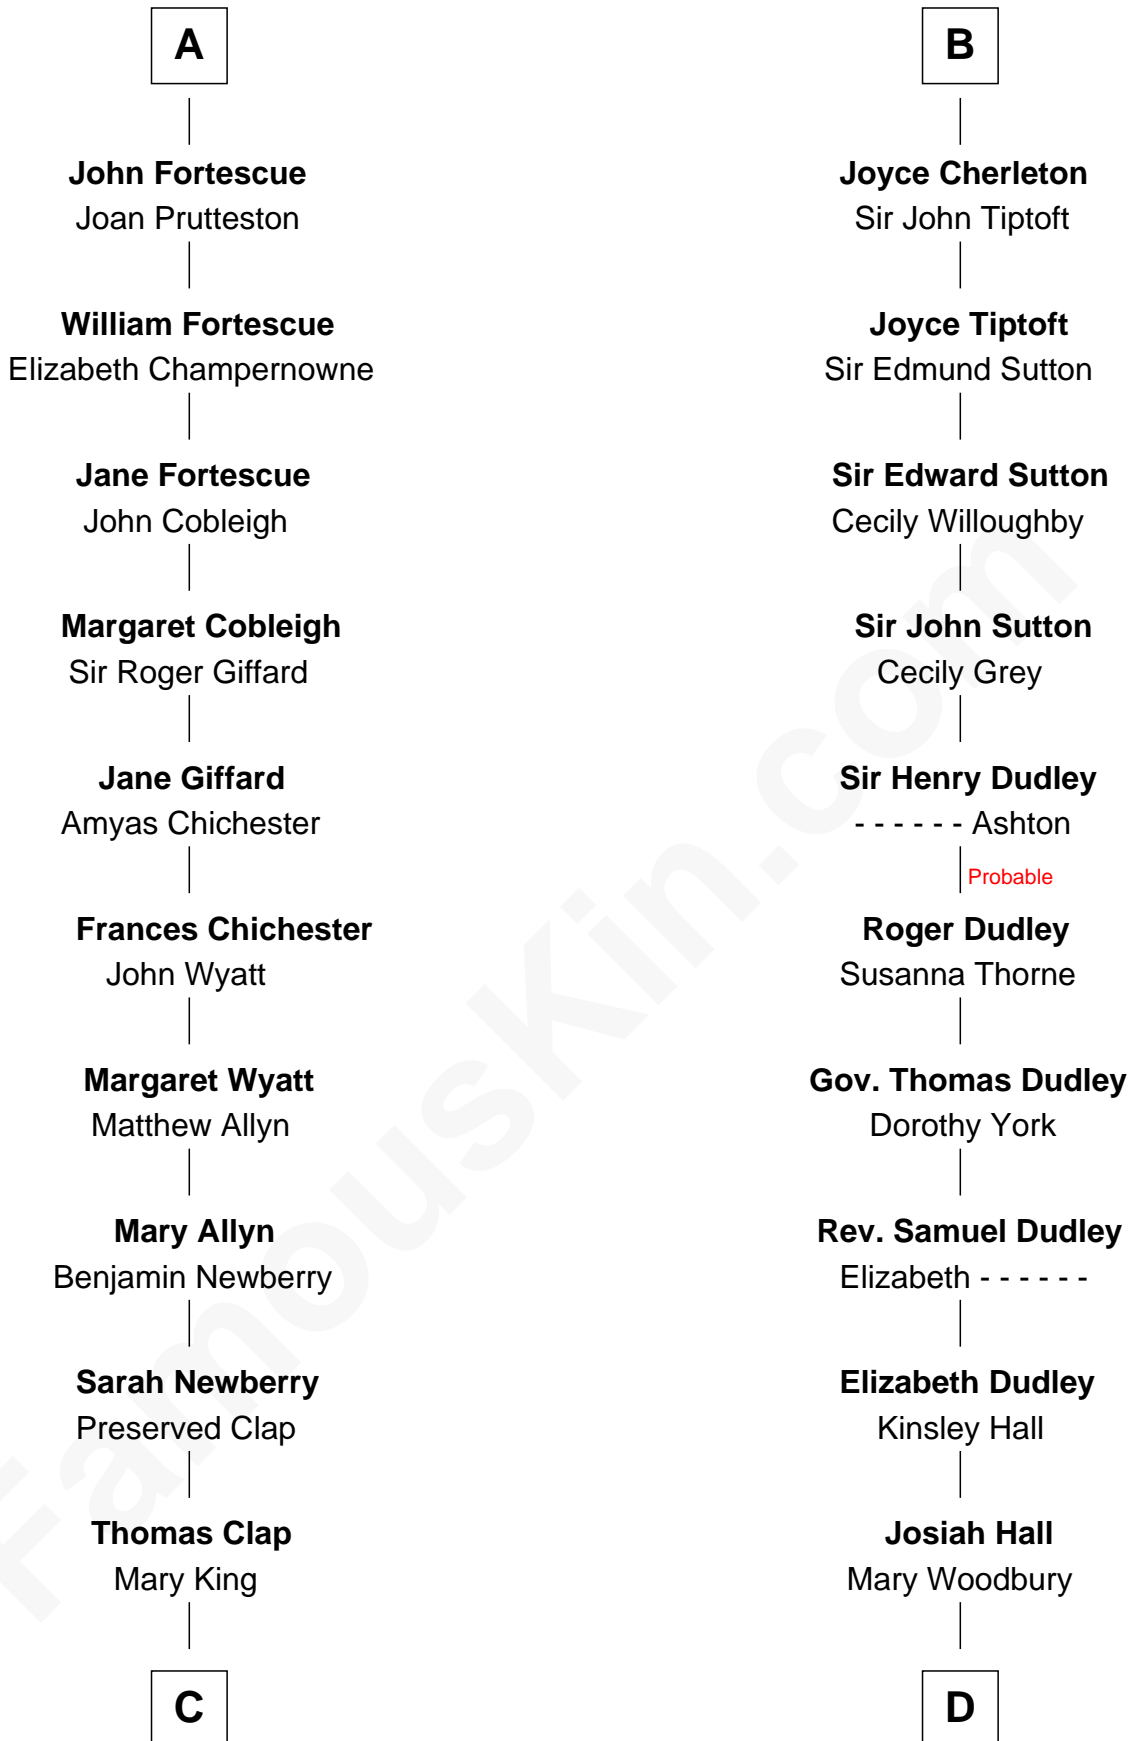 A
John Fortescue
Joan Prutteston
William Fortescue
Elizabeth Champernowne
Jane Fortescue
John Cobleigh
Margaret Cobleigh
Sir Roger Giffard
Jane Giffard
Amyas Chichester
Frances Chichester
John Wyatt
Margaret Wyatt
Matthew Allyn
Mary Allyn
Benjamin Newberry
Sarah Newberry
Preserved Clap
Thomas Clap
Mary King
C
B
Joyce Cherleton
Sir John Tiptoft
Joyce Tiptoft
Sir Edmund Sutton
Sir Edward Sutton
Cecily Willoughby
Sir John Sutton
Cecily Grey
Sir Henry Dudley
- - - - - - Ashton
Probable
Roger Dudley
Susanna Thorne
Gov. Thomas Dudley
Dorothy York
Rev. Samuel Dudley
Elizabeth - - - - - -
Elizabeth Dudley
Kinsley Hall
Josiah Hall
Mary Woodbury
D
FamousKin.com